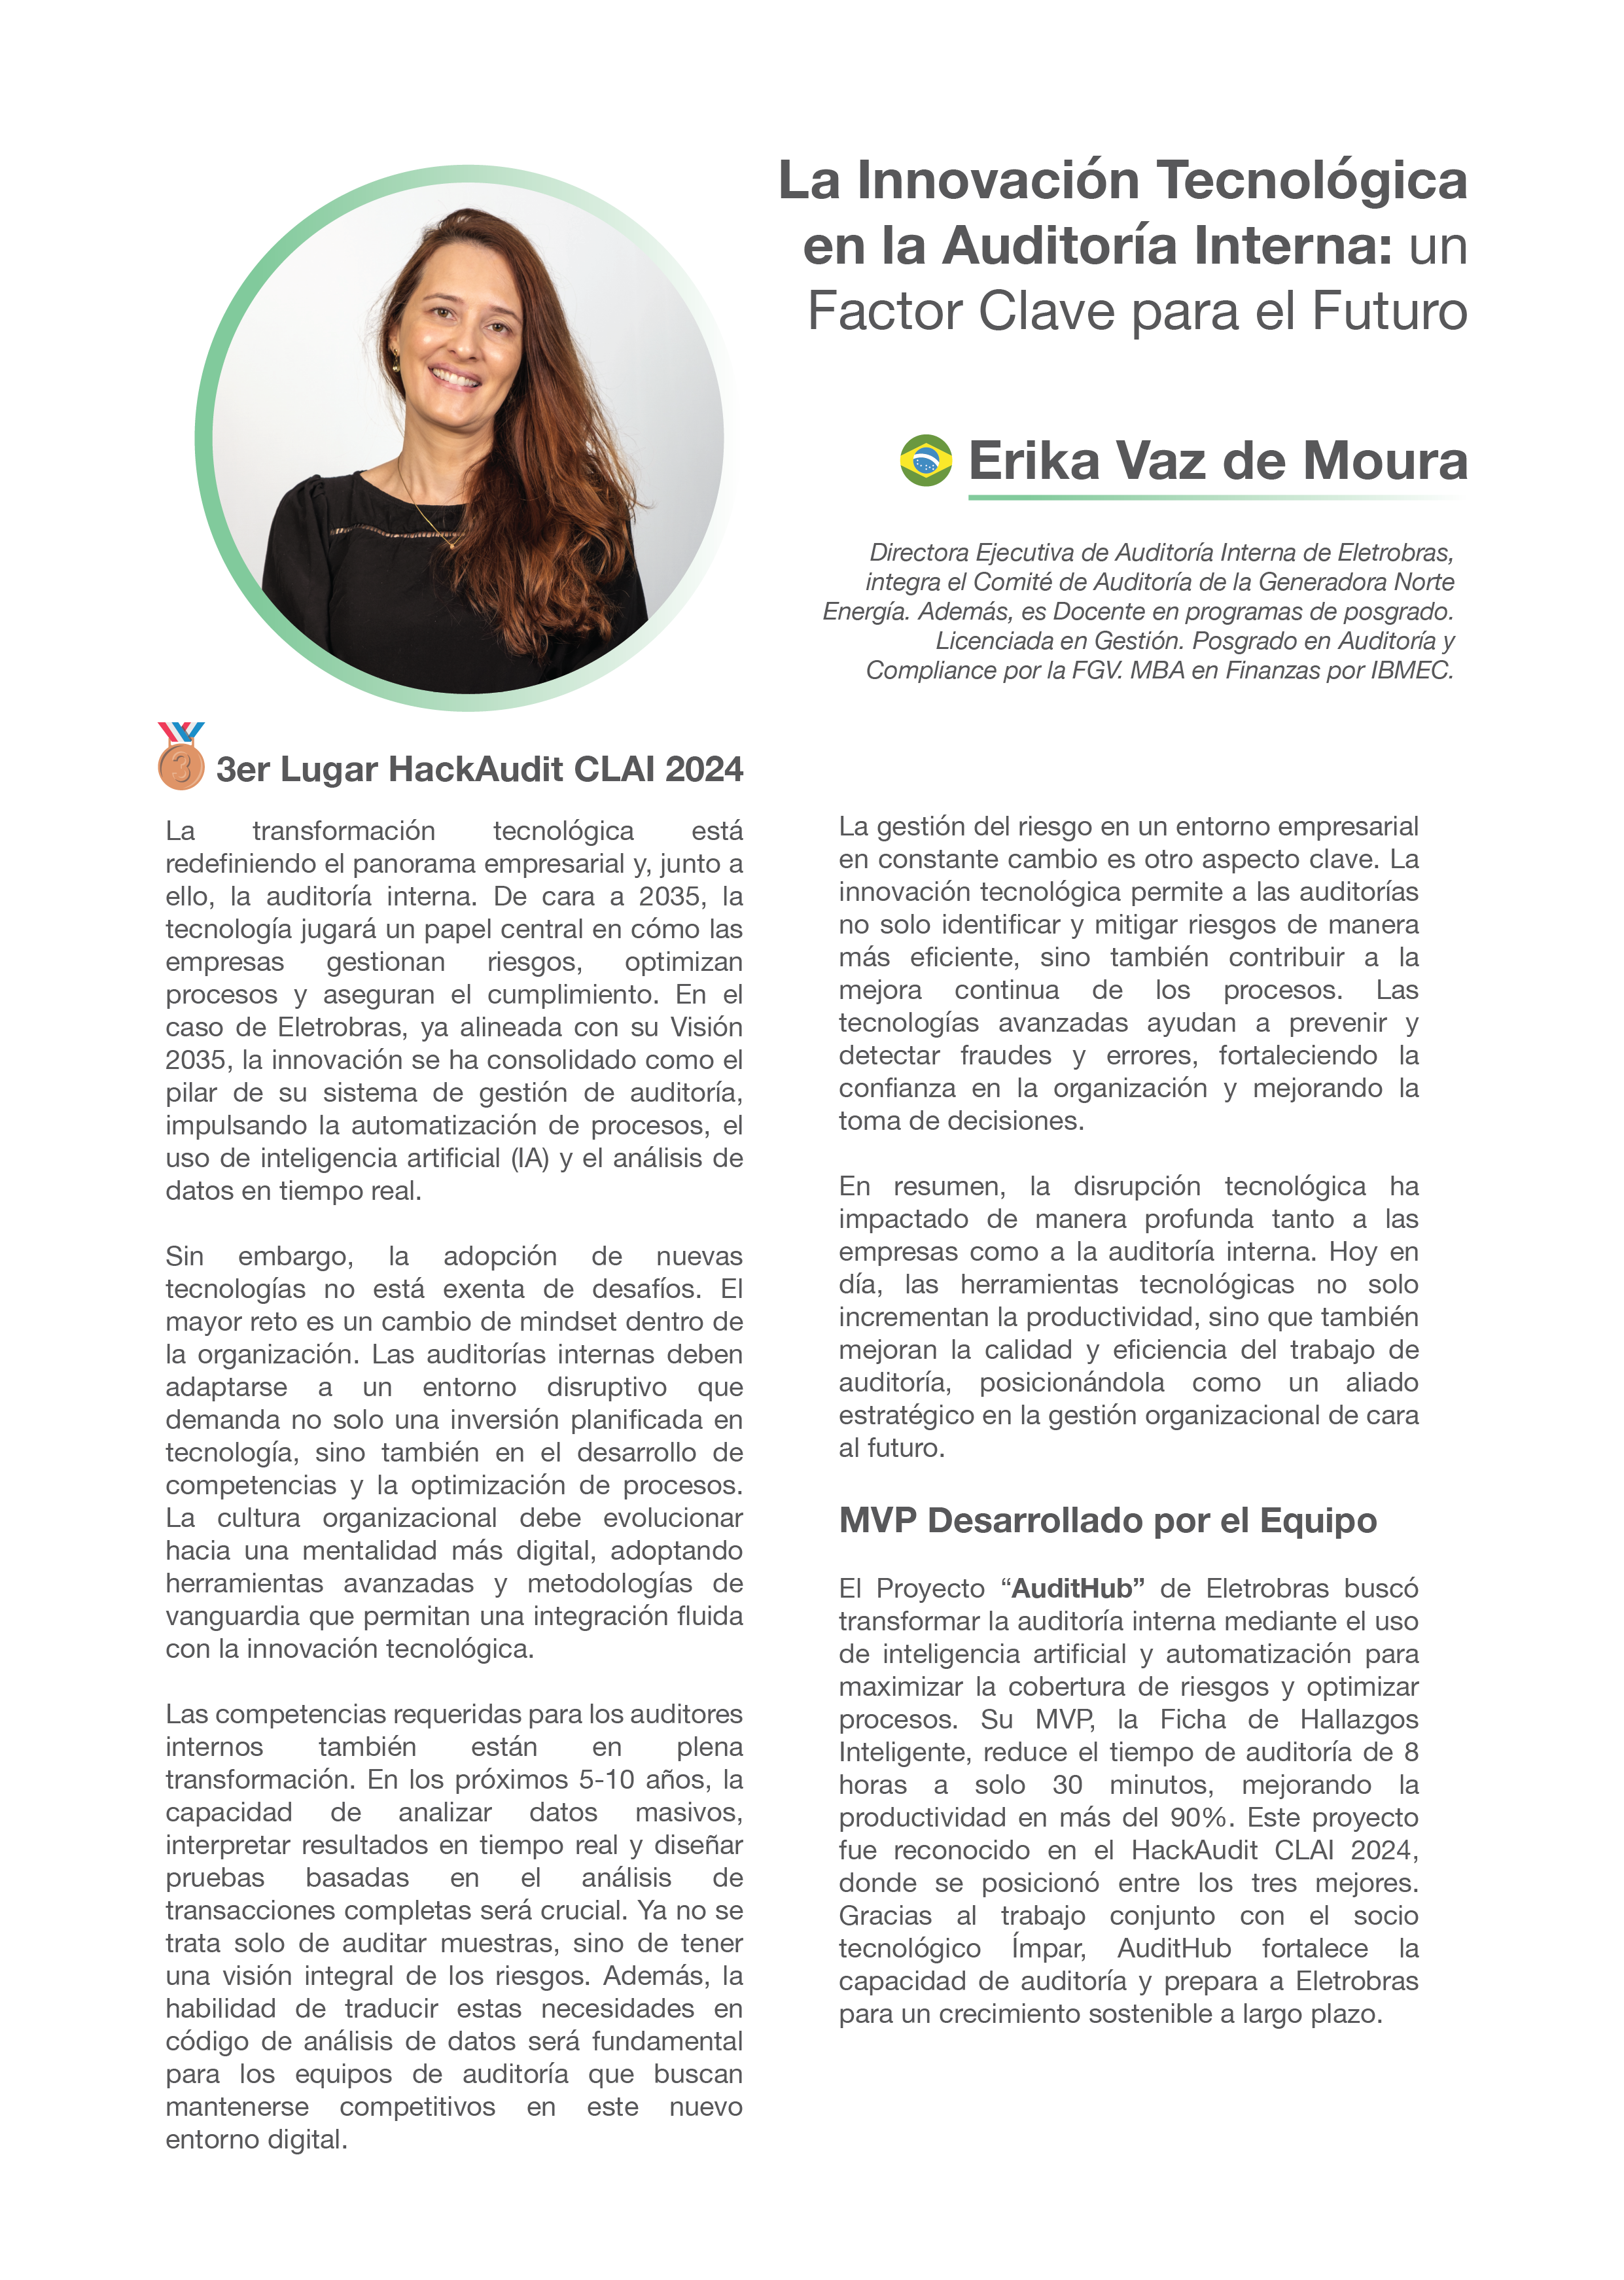 La Innovación Tecnológica
en la Auditoría Interna: un
Factor Clave para el Futuro
Erika Vaz de Moura
Directora Ejecutiva de Auditoría Interna de Eletrobras,
integra el Comité de Auditoría de la Generadora Norte
Energía. Además, es Docente en programas de posgrado.
Licenciada en Gestión. Posgrado en Auditoría y
Compliance por la FGV. MBA en Finanzas por IBMEC.
3
3er Lugar HackAudit CLAI 2024
La transformación tecnológica está
redefiniendo el panorama empresarial y, junto a
ello, la auditoría interna. De cara a 2035, la
tecnología jugará un papel central en cómo las
empresas gestionan riesgos, optimizan
procesos y aseguran el cumplimiento. En el
caso de Eletrobras, ya alineada con su Visión
2035, la innovación se ha consolidado como el
pilar de su sistema de gestión de auditoría,
impulsando la automatización de procesos, el
uso de inteligencia artificial (IA) y el análisis de
datos en tiempo real.
Sin embargo, la adopción de nuevas
tecnologías no está exenta de desafíos. El
mayor reto es un cambio de mindset dentro de
la organización. Las auditorías internas deben
adaptarse a un entorno disruptivo que
demanda no solo una inversión planificada en
tecnología, sino también en el desarrollo de
competencias y la optimización de procesos.
La cultura organizacional debe evolucionar
hacia una mentalidad más digital, adoptando
herramientas avanzadas y metodologías de
vanguardia que permitan una integración fluida
con la innovación tecnológica.
Las competencias requeridas para los auditores
internos también están en plena
transformación. En los próximos 5-10 años, la
capacidad de analizar datos masivos,
interpretar resultados en tiempo real y diseñar
pruebas basadas en el análisis de
transacciones completas será crucial. Ya no se
trata solo de auditar muestras, sino de tener
una visión integral de los riesgos. Además, la
habilidad de traducir estas necesidades en
código de análisis de datos será fundamental
para los equipos de auditoría que buscan
mantenerse competitivos en este nuevo
entorno digital.
La gestión del riesgo en un entorno empresarial
en constante cambio es otro aspecto clave. La
innovación tecnológica permite a las auditorías
no solo identificar y mitigar riesgos de manera
más eficiente, sino también contribuir a la
mejora continua de los procesos. Las
tecnologías avanzadas ayudan a prevenir y
detectar fraudes y errores, fortaleciendo la
confianza en la organización y mejorando la
toma de decisiones.
En resumen, la disrupción tecnológica ha
impactado de manera profunda tanto a las
empresas como a la auditoría interna. Hoy en
día, las herramientas tecnológicas no solo
incrementan la productividad, sino que también
mejoran la calidad y eficiencia del trabajo de
auditoría, posicionándola como un aliado
estratégico en la gestión organizacional de cara
al futuro.
MVP Desarrollado por el Equipo
El Proyecto “AuditHub” de Eletrobras buscó
transformar la auditoría interna mediante el uso
de inteligencia artificial y automatización para
maximizar la cobertura de riesgos y optimizar
procesos. Su MVP, la Ficha de Hallazgos
Inteligente, reduce el tiempo de auditoría de 8
horas a solo 30 minutos, mejorando la
productividad en más del 90%. Este proyecto
fue reconocido en el HackAudit CLAI 2024,
donde se posicionó entre los tres mejores.
Gracias al trabajo conjunto con el socio
tecnológico Ímpar, AuditHub fortalece la
capacidad de auditoría y prepara a Eletrobras
para un crecimiento sostenible a largo plazo.